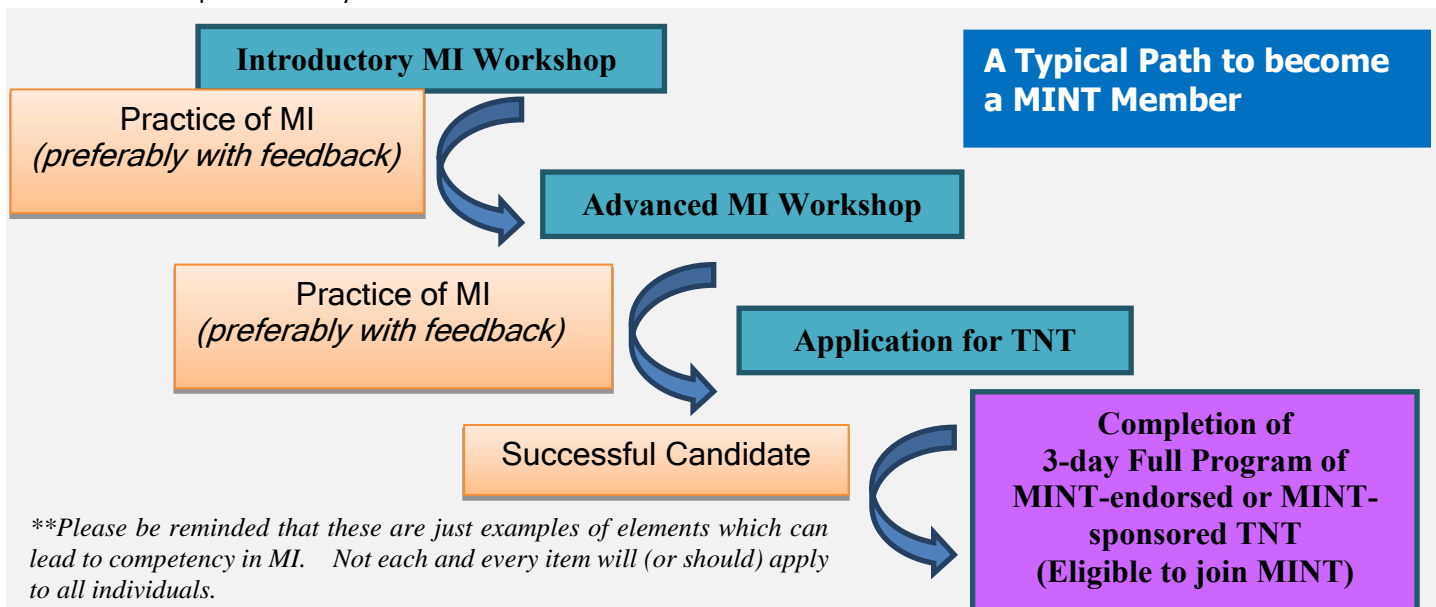 Introductory MI Workshop
A Typical Path to become
a MINT Member
Practice of MI
(preferably with feedback)
Advanced MI Workshop
Practice of MI
(preferably with feedback)
Application for TNT
Successful Candidate
Completion of
3-day Full Program of
MINT-endorsed or MINT-
sponsored TNT
(Eligible to join MINT)
**Please be reminded that these are just examples of elements which can
lead to competency in MI. Not each and every item will (or should) apply
to all individuals.